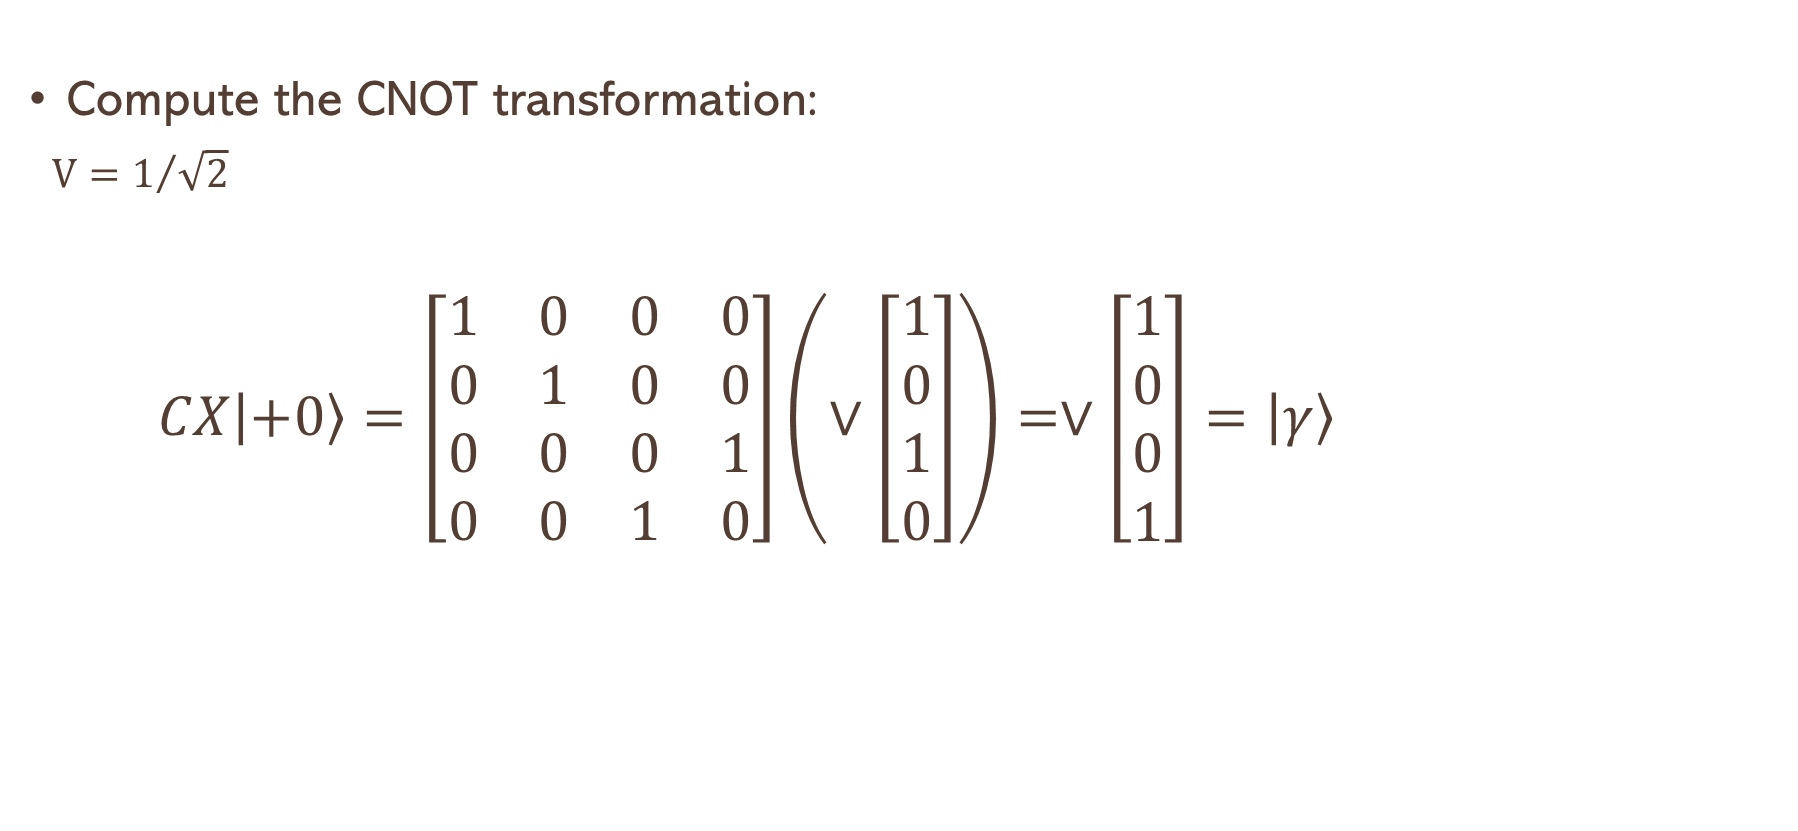 • Compute the CNOT transformation:
V = 1/√2
CX|+0⟩ = [1 0 0 0; 0 1 0 0; 0 0 0 1; 0 0 1 0] (V [1; 0; 1; 0]) =V [1; 0; 0; 1] = |γ⟩